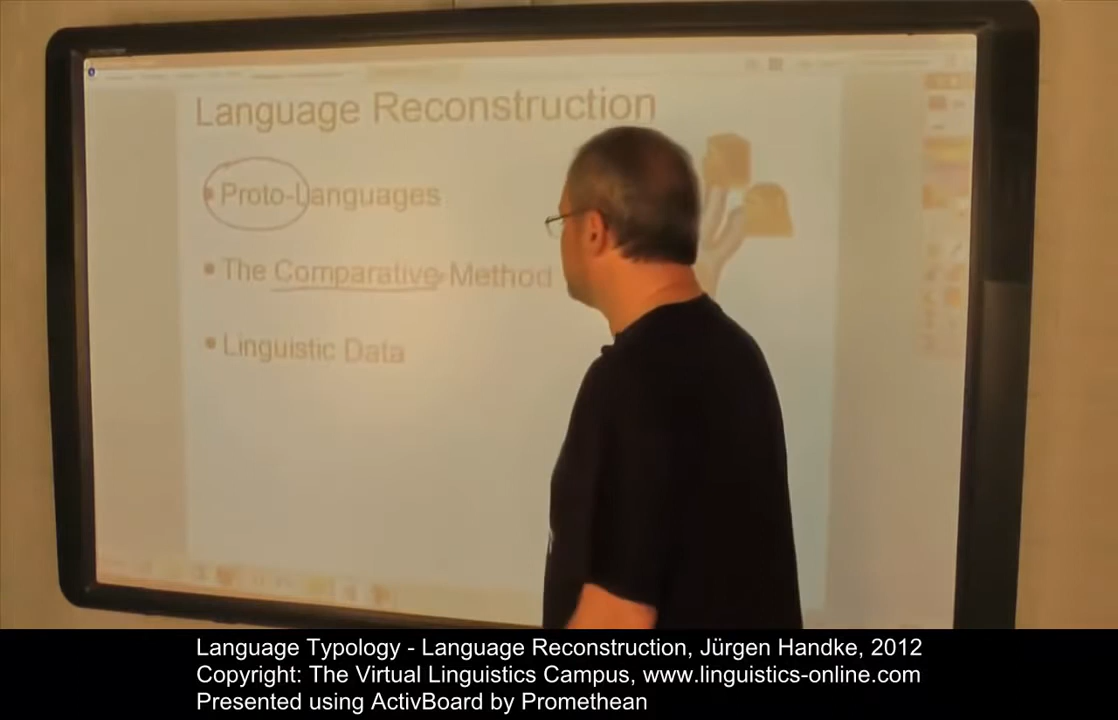 Language Reconstruction
• Proto-Languages
• The Comparative Method
• Linguistic Data
Language Typology - Language Reconstruction, Jürgen Handke, 2012
Copyright: The Virtual Linguistics Campus, www.linguistics-online.com
Presented using ActivBoard by Promethean